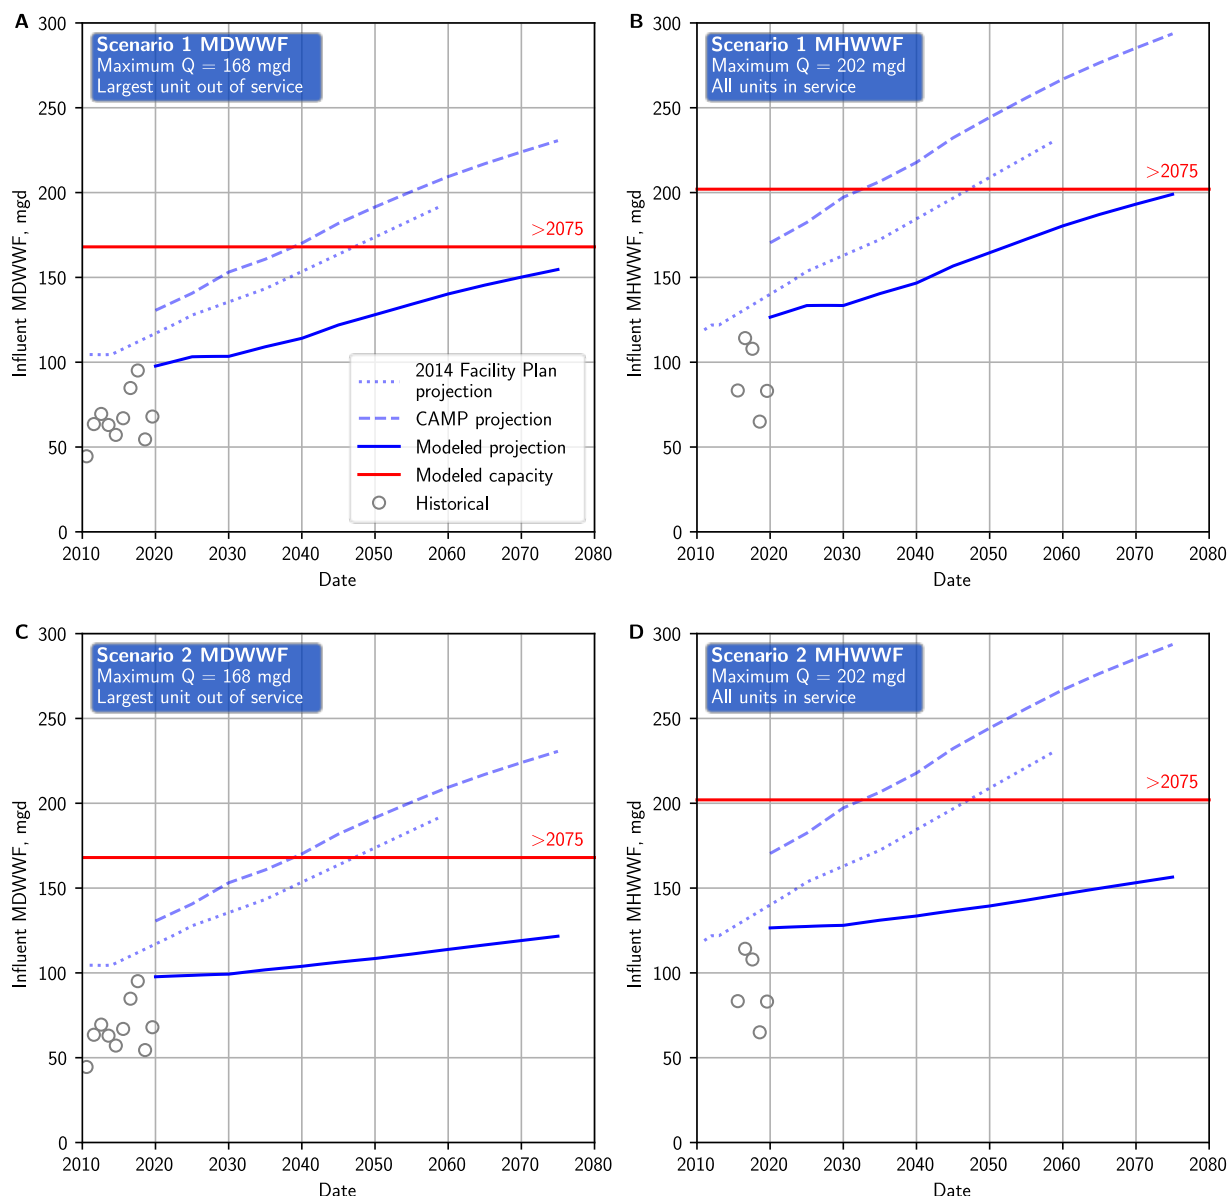 A
Scenario 1 MDWWF
Maximum Q = 168 mgd
Largest unit out of service
>2075
300
250
200
150
100
50
0
Influent MDWWF, mgd
2014 Facility Plan
projection
CAMP projection
Modeled projection
Modeled capacity
Historical
2010 2020 2030 2040 2050 2060 2070 2080
Date
B
Scenario 1 MHWWF
Maximum Q = 202 mgd
All units in service
>2075
300
250
200
150
100
50
0
Influent MHWWF, mgd
2010 2020 2030 2040 2050 2060 2070 2080
Date
C
Scenario 2 MDWWF
Maximum Q = 168 mgd
Largest unit out of service
>2075
300
250
200
150
100
50
0
Influent MDWWF, mgd
2010 2020 2030 2040 2050 2060 2070 2080
Date
D
Scenario 2 MHWWF
Maximum Q = 202 mgd
All units in service
>2075
300
250
200
150
100
50
0
Influent MHWWF, mgd
2010 2020 2030 2040 2050 2060 2070 2080
Date